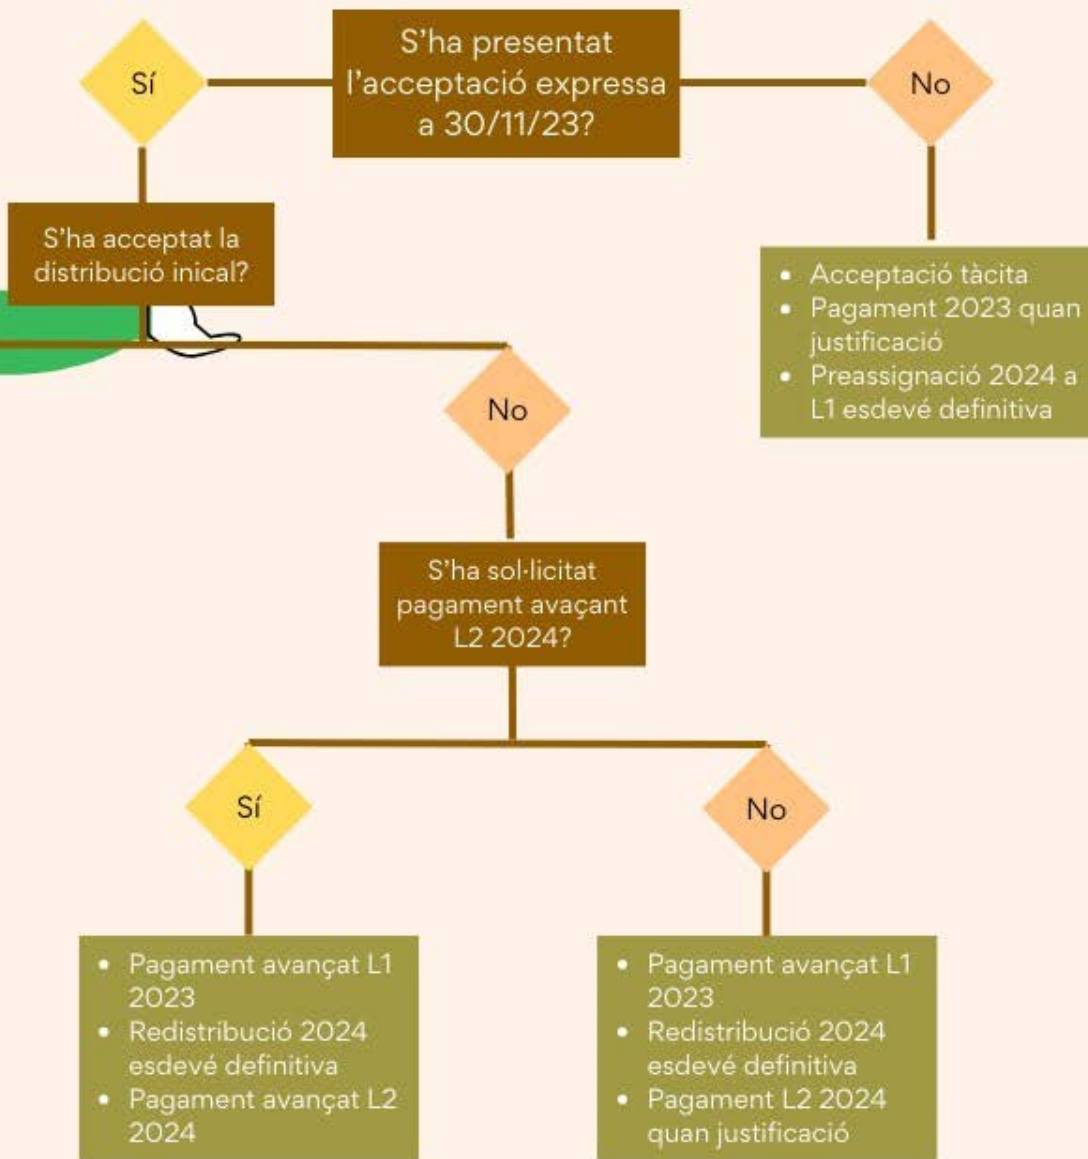 Sí
S'ha presentat
l'acceptació expressa
a 30/11/23?
No
S'ha acceptat la
distribució inical?
• Acceptació tàcita
• Pagament 2023 quan
justificació
• Preassignació 2024 a
L1 esdevé definitiva
No
S'ha sol·licitat
pagament avaçant
L2 2024?
Sí
No
• Pagament avançat L1
2023
• Redistribució 2024
esdevé definitiva
• Pagament avançat L2
2024
• Pagament avançat L1
2023
• Redistribució 2024
esdevé definitiva
• Pagament L2 2024
quan justificació